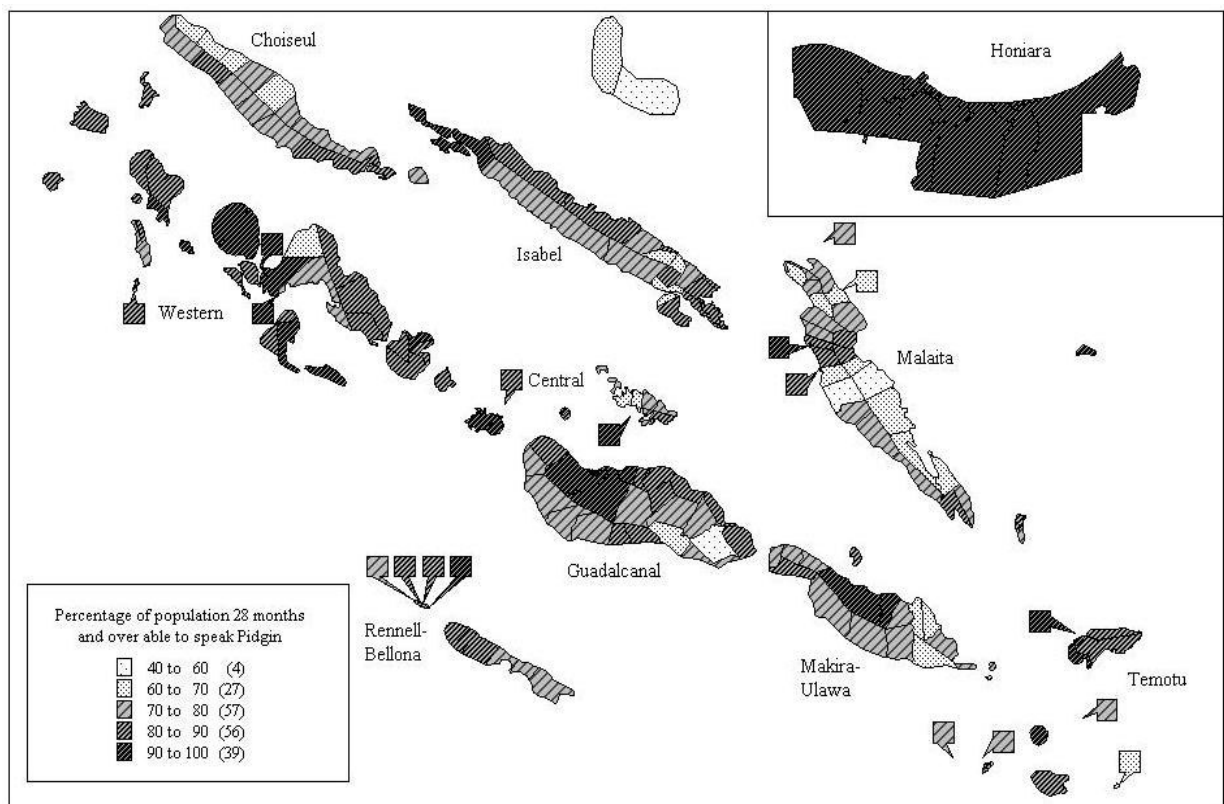 Choiseul
Honiara
Isabel
Western
Malaita
Central
Guadalcanal
Rennell-
Bellona
Makira-
Ulawa
Temotu
Percentage of population 28 months
and over able to speak Pidgin
40 to 60 (4)
60 to 70 (27)
70 to 80 (57)
80 to 90 (56)
90 to 100 (39)